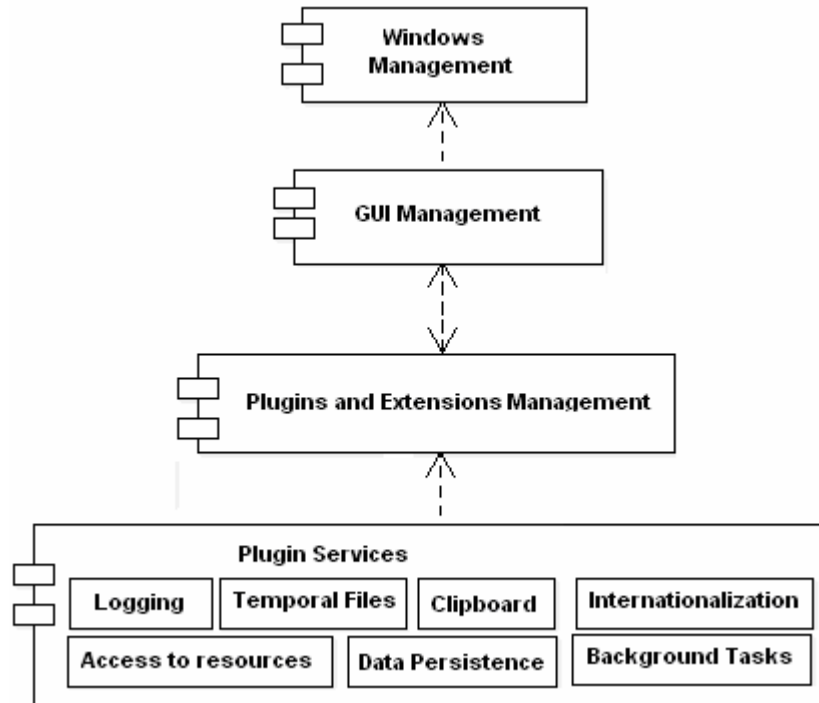 Windows
Management
GUI Management
Plugins and Extensions Management
Plugin Services
Logging
Temporal Files
Clipboard
Internationalization
Access to resources
Data Persistence
Background Tasks